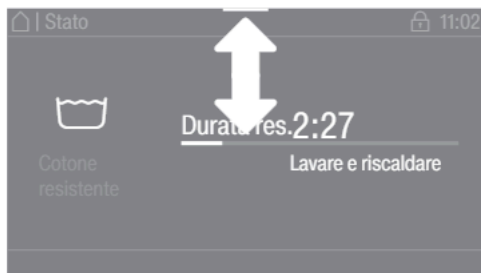 | Stato
11:02
Durata res. 2:27
Lavare e riscaldare
Cotone
resistente